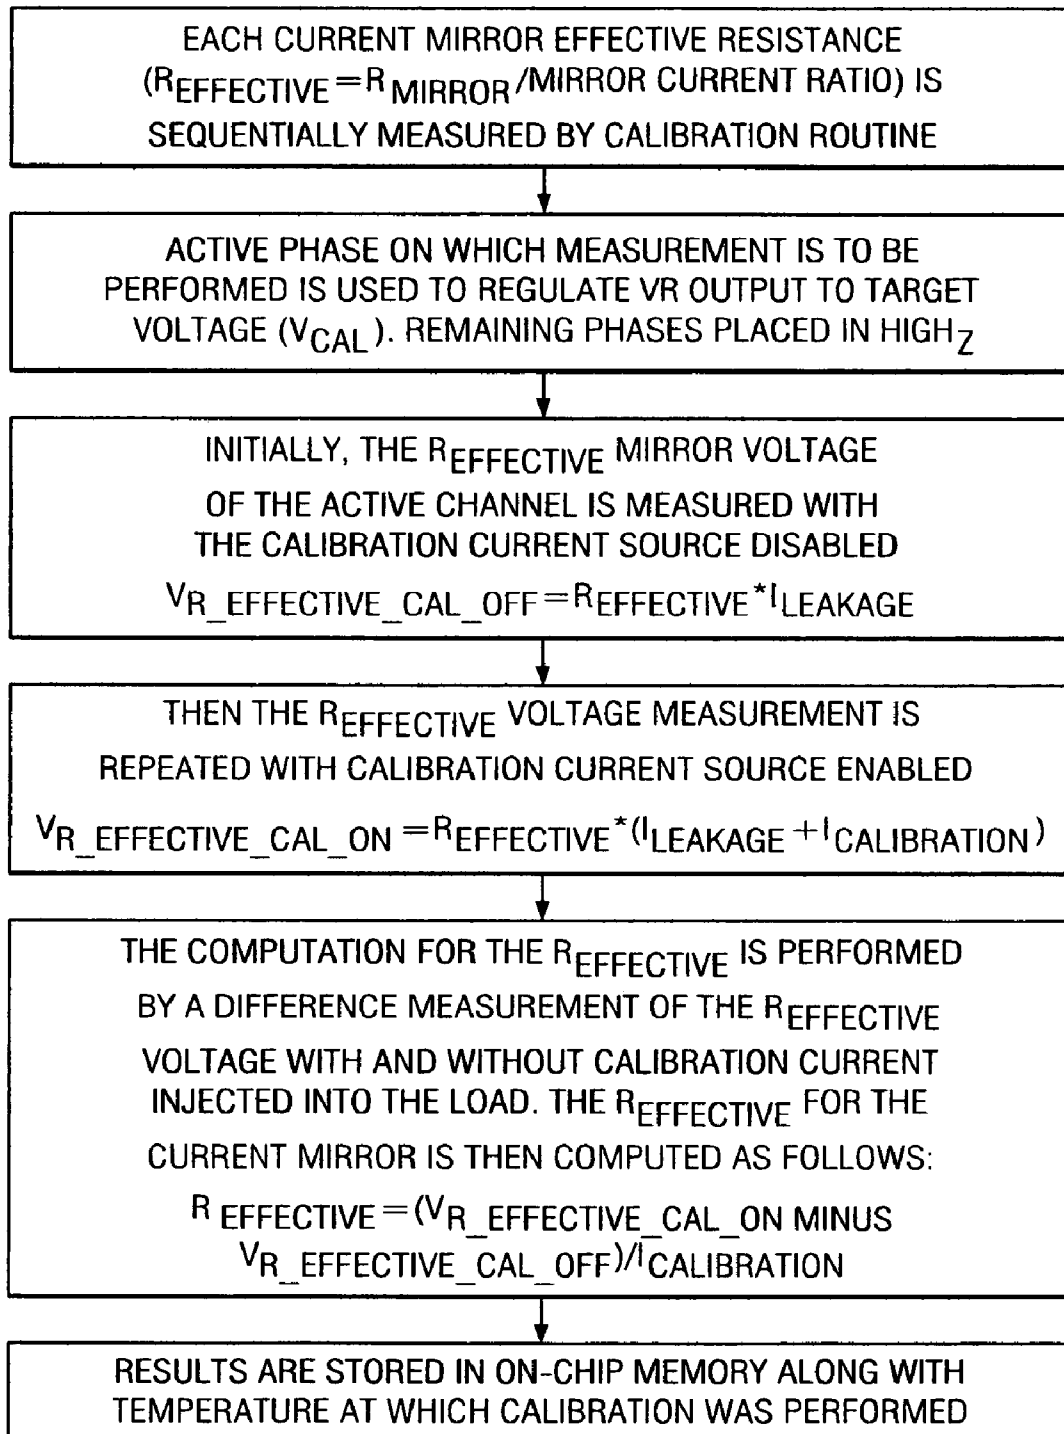 EACH CURRENT MIRROR EFFECTIVE RESISTANCE
(REFFECTIVE=RMIRROR/MIRROR CURRENT RATIO) IS
SEQUENTIALLY MEASURED BY CALIBRATION ROUTINE
ACTIVE PHASE ON WHICH MEASUREMENT IS TO BE
PERFORMED IS USED TO REGULATE VR OUTPUT TO TARGET
VOLTAGE (VCAL). REMAINING PHASES PLACED IN HIGHZ
INITIALLY, THE REFFECTIVE MIRROR VOLTAGE
OF THE ACTIVE CHANNEL IS MEASURED WITH
THE CALIBRATION CURRENT SOURCE DISABLED
VR_EFFECTIVE_CAL_OFF=REFFECTIVE*ILEAKAGE
THEN THE REFFECTIVE VOLTAGE MEASUREMENT IS
REPEATED WITH CALIBRATION CURRENT SOURCE ENABLED
VR_EFFECTIVE_CAL_ON=REFFECTIVE*(ILEAKAGE+ICALIBRATION)
THE COMPUTATION FOR THE REFFECTIVE IS PERFORMED
BY A DIFFERENCE MEASUREMENT OF THE REFFECTIVE
VOLTAGE WITH AND WITHOUT CALIBRATION CURRENT
INJECTED INTO THE LOAD. THE REFFECTIVE FOR THE
CURRENT MIRROR IS THEN COMPUTED AS FOLLOWS:
REFFECTIVE=(VR_EFFECTIVE_CAL_ON MINUS
VR_EFFECTIVE_CAL_OFF)/ICALIBRATION
RESULTS ARE STORED IN ON-CHIP MEMORY ALONG WITH
TEMPERATURE AT WHICH CALIBRATION WAS PERFORMED